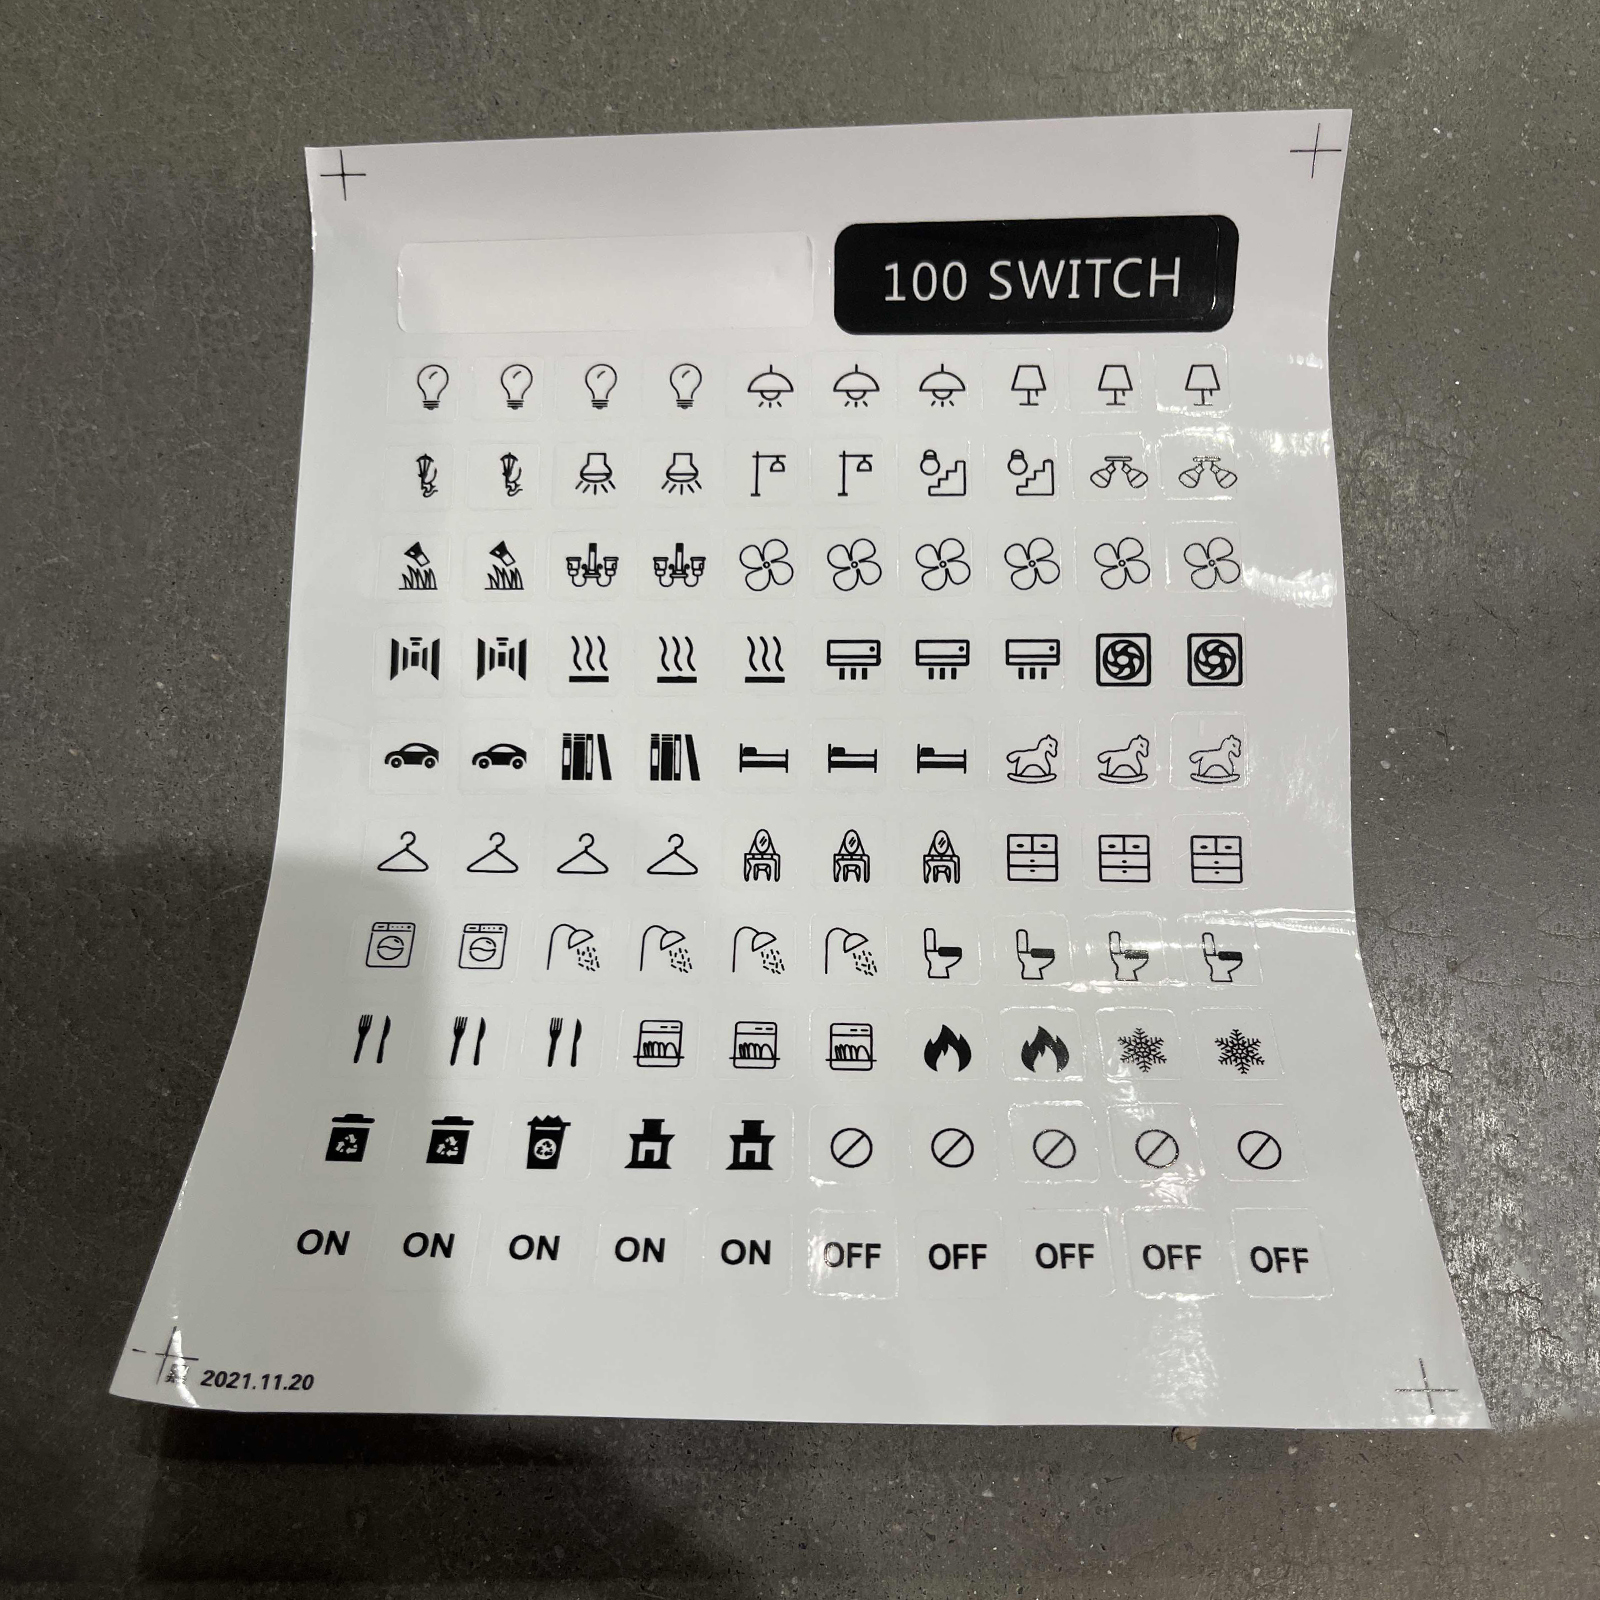 100 SWITCH
ON ON ON ON ON OFF OFF OFF OFF OFF
2021.11.20